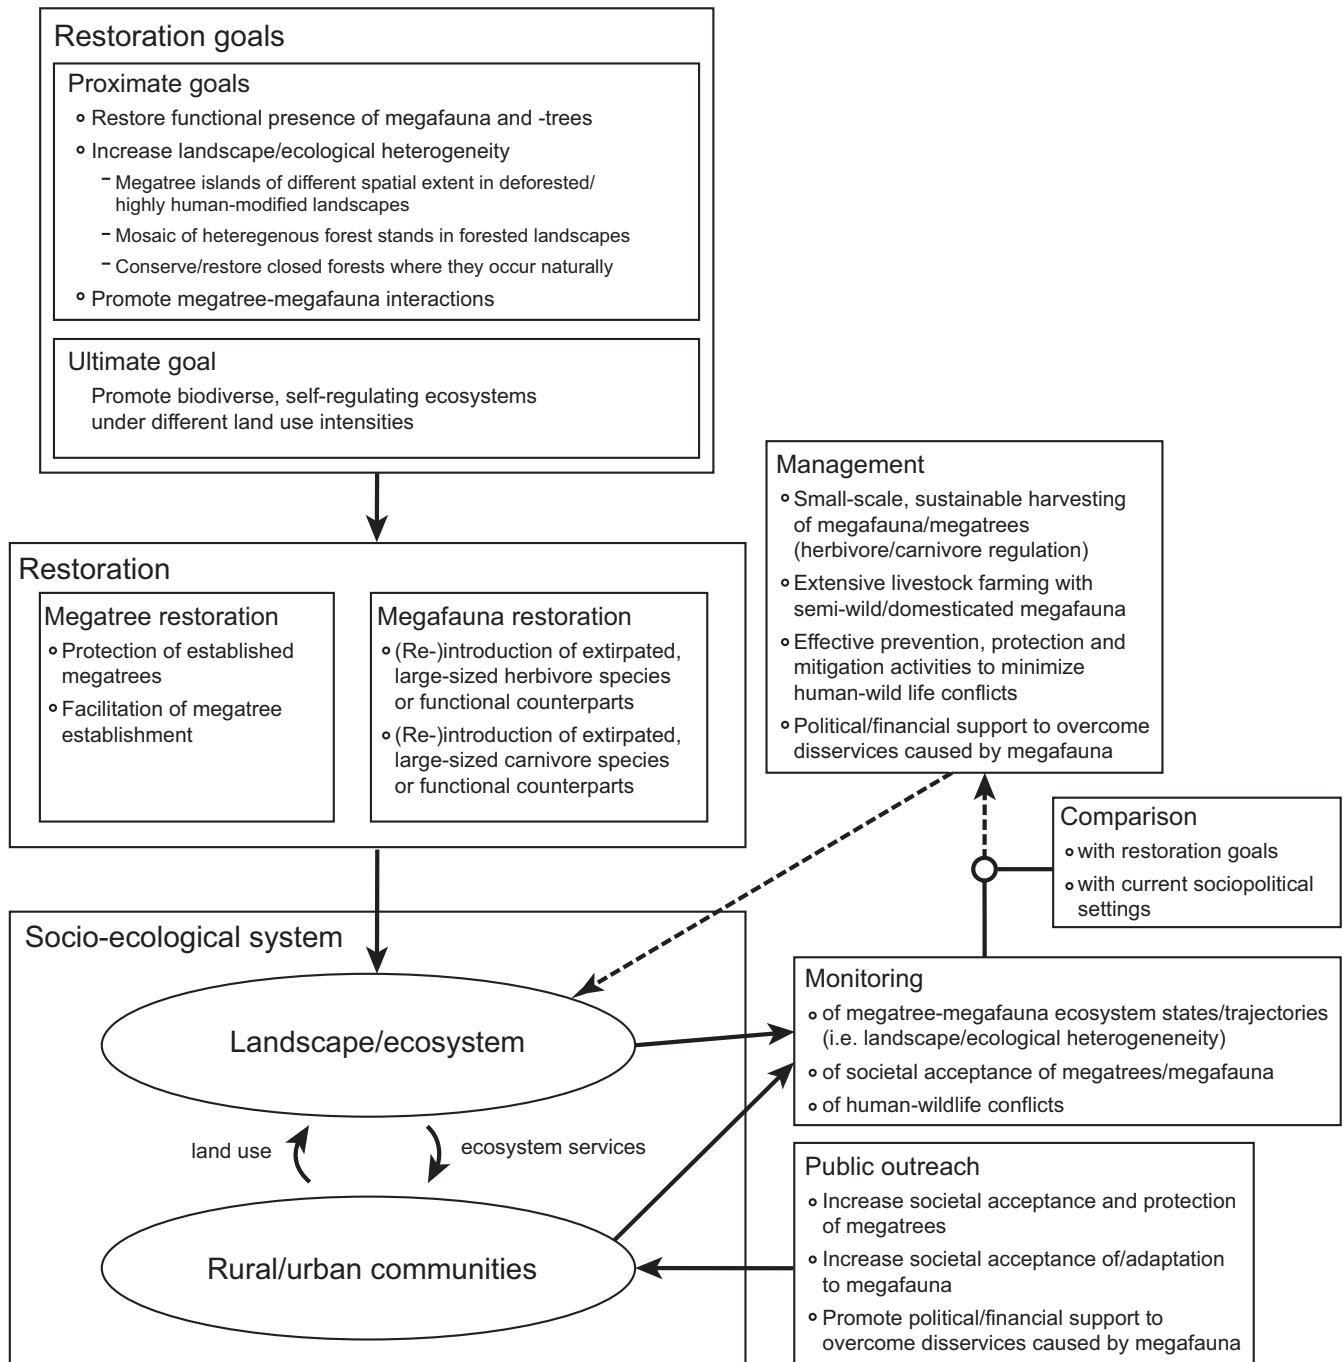 Restoration goals
Proximate goals
Restore functional presence of megafauna and -trees
Increase landscape/ecological heterogeneity
– Megatree islands of different spatial extent in deforested/
highly human-modified landscapes
– Mosaic of heteregenous forest stands in forested landscapes
– Conserve/restore closed forests where they occur naturally
Promote megatree-megafauna interactions
Ultimate goal
Promote biodiverse, self-regulating ecosystems
under different land use intensities
Restoration
Megatree restoration
Protection of established
megatrees
Facilitation of megatree
establishment
Megafauna restoration
(Re-)introduction of extirpated,
large-sized herbivore species
or functional counterparts
(Re-)introduction of extirpated,
large-sized carnivore species
or functional counterparts
Management
Small-scale, sustainable harvesting
of megafauna/megatrees
(herbivore/carnivore regulation)
Extensive livestock farming with
semi-wild/domesticated megafauna
Effective prevention, protection and
mitigation activities to minimize
human-wild life conflicts
Political/financial support to overcome
disservices caused by megafauna
Comparison
with restoration goals
with current sociopolitical
settings
Socio-ecological system
Landscape/ecosystem
land use
ecosystem services
Rural/urban communities
Monitoring
of megatree-megafauna ecosystem states/trajectories
(i.e. landscape/ecological heterogeneneity)
of societal acceptance of megatrees/megafauna
of human-wildlife conflicts
Public outreach
Increase societal acceptance and protection
of megatrees
Increase societal acceptance of/adaptation
to megafauna
Promote political/financial support to
overcome disservices caused by megafauna